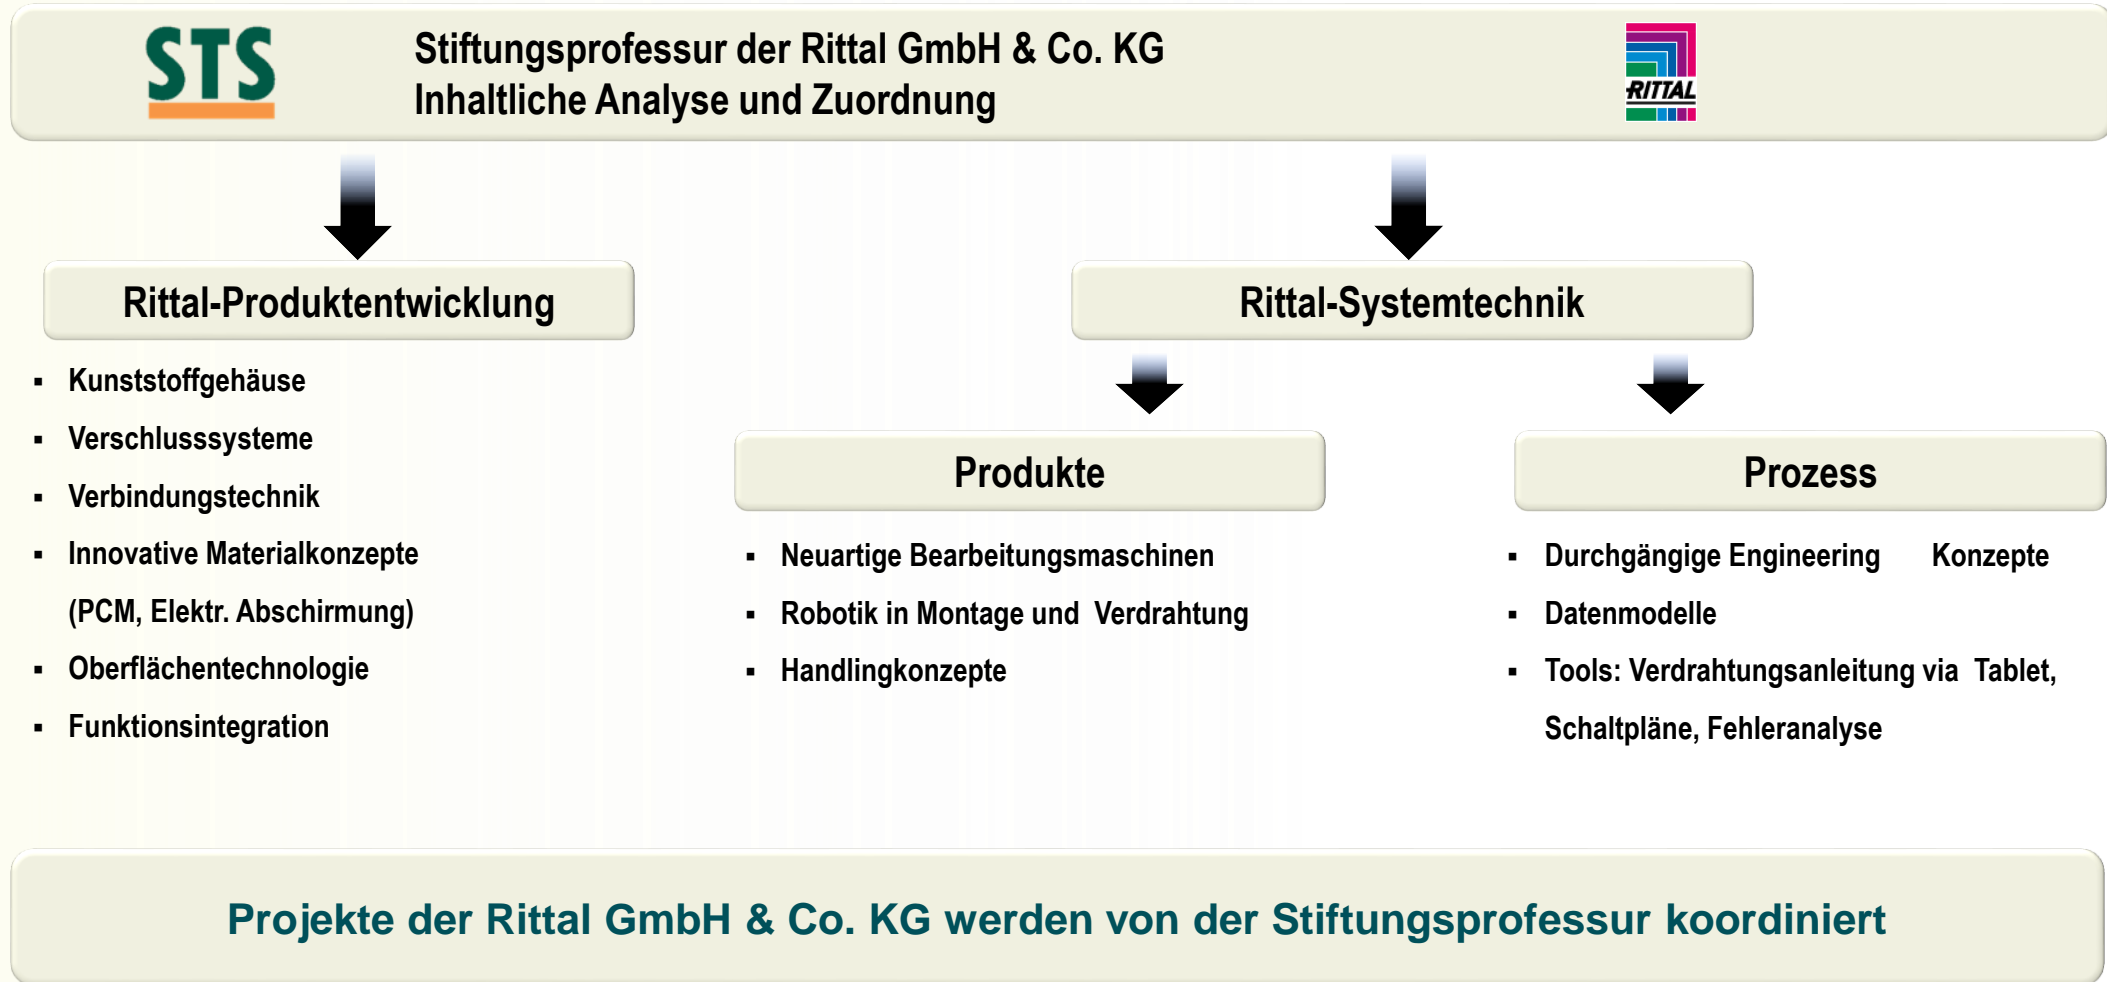 STS
Stiftungsprofessur der Rittal GmbH & Co. KG
Inhaltliche Analyse und Zuordnung
RITTAL
Rittal-Produktentwicklung
▪ Kunststoffgehäuse
▪ Verschlusssysteme
▪ Verbindungstechnik
▪ Innovative Materialkonzepte
(PCM, Elektr. Abschirmung)
▪ Oberflächentechnologie
▪ Funktionsintegration
Rittal-Systemtechnik
Produkte
▪ Neuartige Bearbeitungsmaschinen
▪ Robotik in Montage und Verdrahtung
▪ Handlingkonzepte
Prozess
▪ Durchgängige Engineering Konzepte
▪ Datenmodelle
▪ Tools: Verdrahtungsanleitung via Tablet,
Schaltpläne, Fehleranalyse
Projekte der Rittal GmbH & Co. KG werden von der Stiftungsprofessur koordiniert